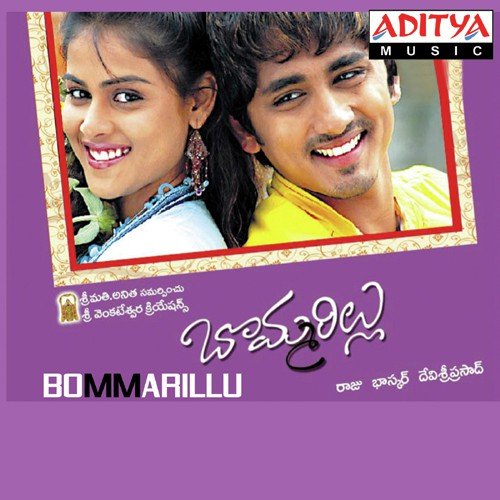 ADITYA
MUSIC
శ్రీమతి.అనిత సమర్పించు
శ్రీ వెంకటేశ్వర క్రియేషన్స్
బొమ్మరిల్లు
BOMMARILLU
రాజు భాస్కర్ దేవిశ్రీప్రసాద్